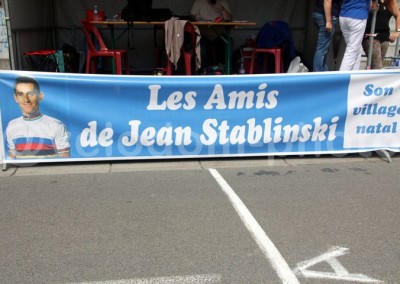 Les Amis
de Jean Stablinski
Son
village
natal
A